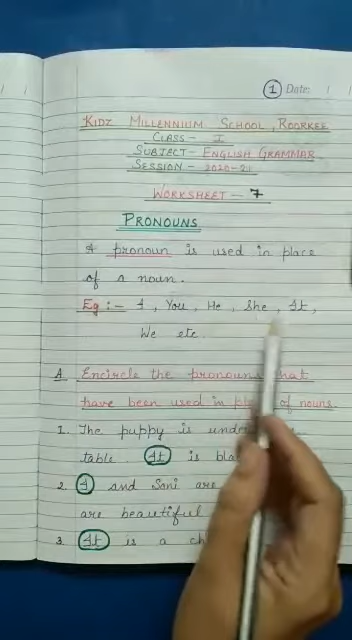 1 Date: / /
KIDZ MILLENNIUM SCHOOL, ROORKEE
CLASS - I
SUBJECT - ENGLISH GRAMMAR
SESSION - 2020-21
WORKSHEET - 7
PRONOUNS
A pronoun is used in place
of a noun.
Eg :- I, You, He, She, It,
We etc.
A. Encircle the pronouns that
have been used in place of nouns.
1. The puppy is under
table. It is
2. I and Soni are
are beautiful
3. It is a